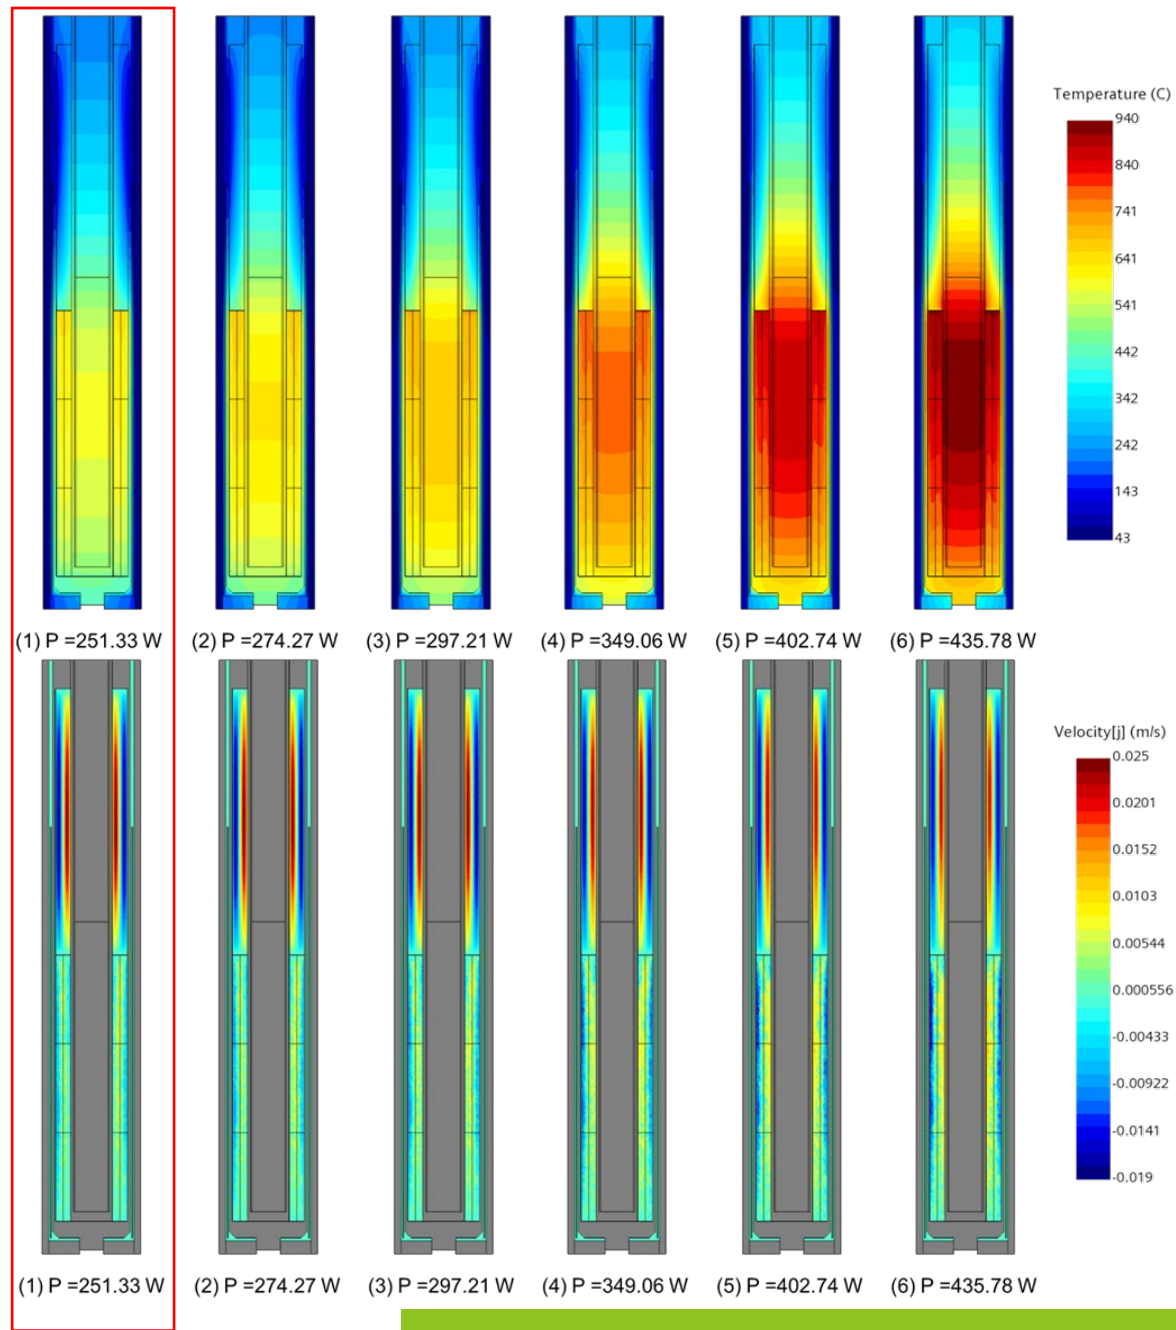 Temperature (C)
940
840
741
641
541
442
342
242
143
43
(1) P =251.33 W
(2) P =274.27 W
(3) P =297.21 W
(4) P =349.06 W
(5) P =402.74 W
(6) P =435.78 W
Velocity[j] (m/s)
0.025
0.0201
0.0152
0.0103
0.00544
0.000556
-0.00433
-0.00922
-0.0141
-0.019
(1) P =251.33 W
(2) P =274.27 W
(3) P =297.21 W
(4) P =349.06 W
(5) P =402.74 W
(6) P =435.78 W